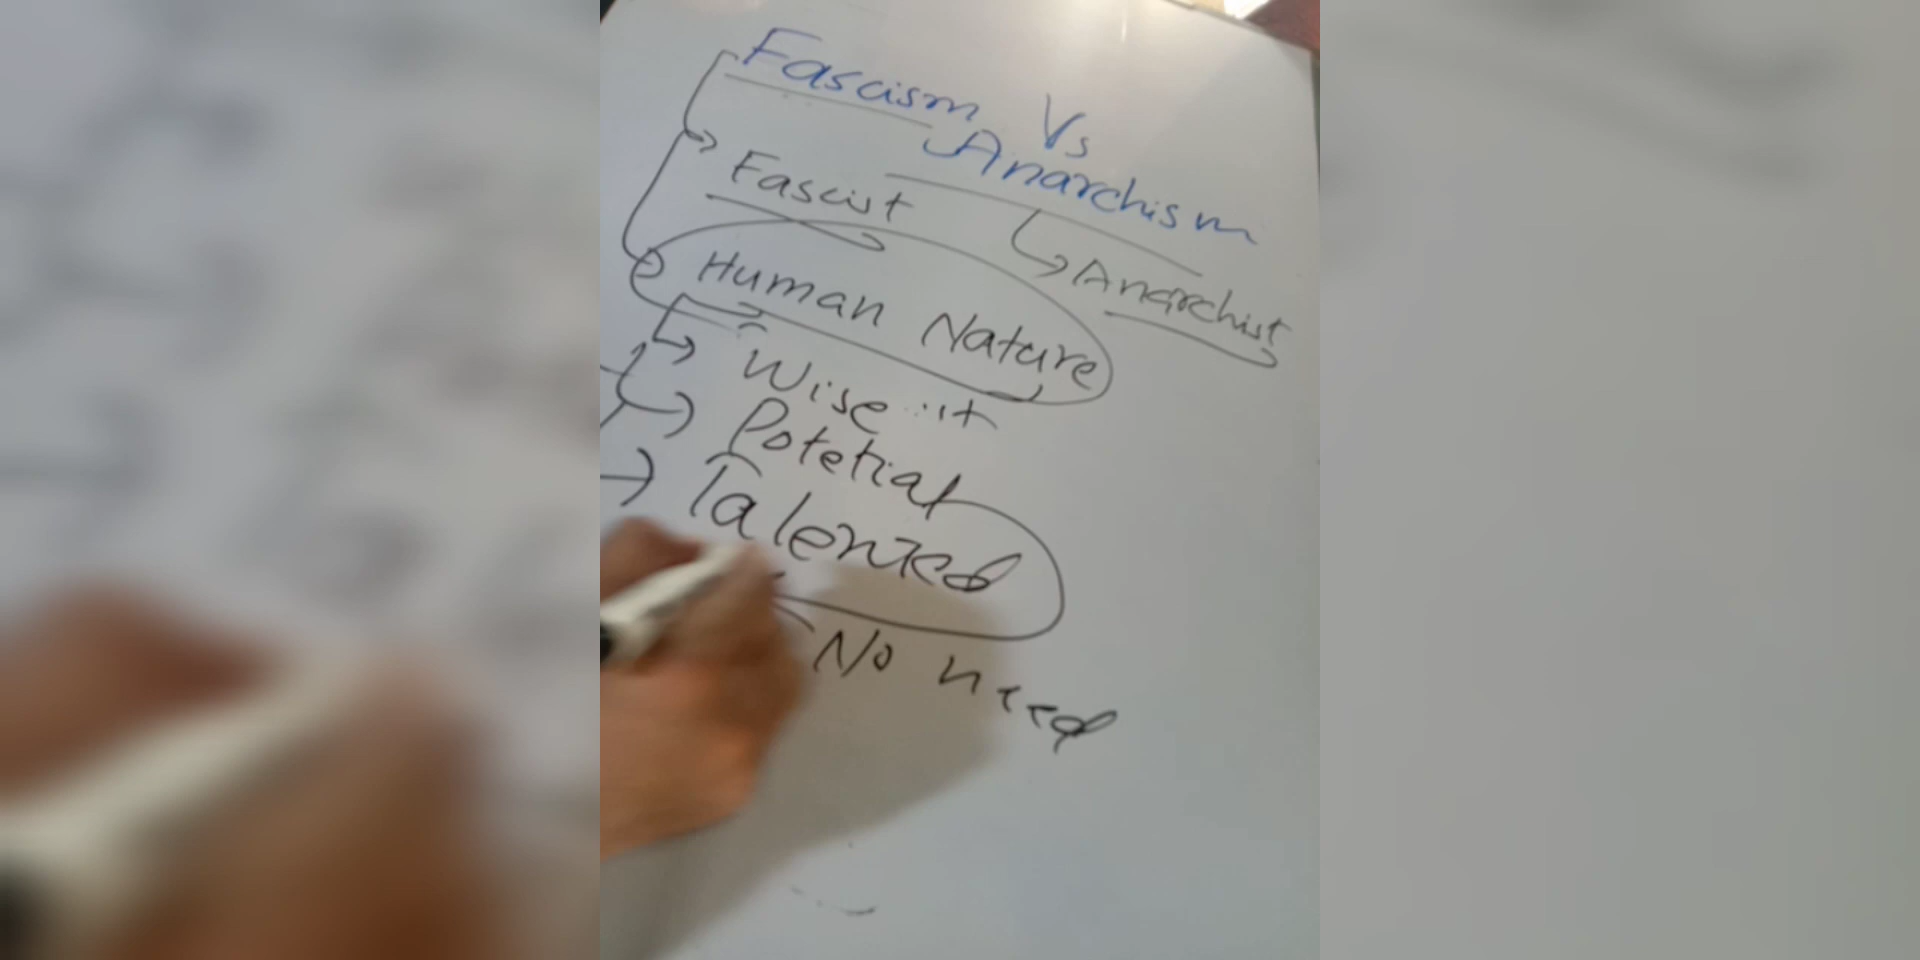 Fascism Vs
Anarchism
Fascist
Anarchist
Human Nature
Wise
Potetial
Talented
No need